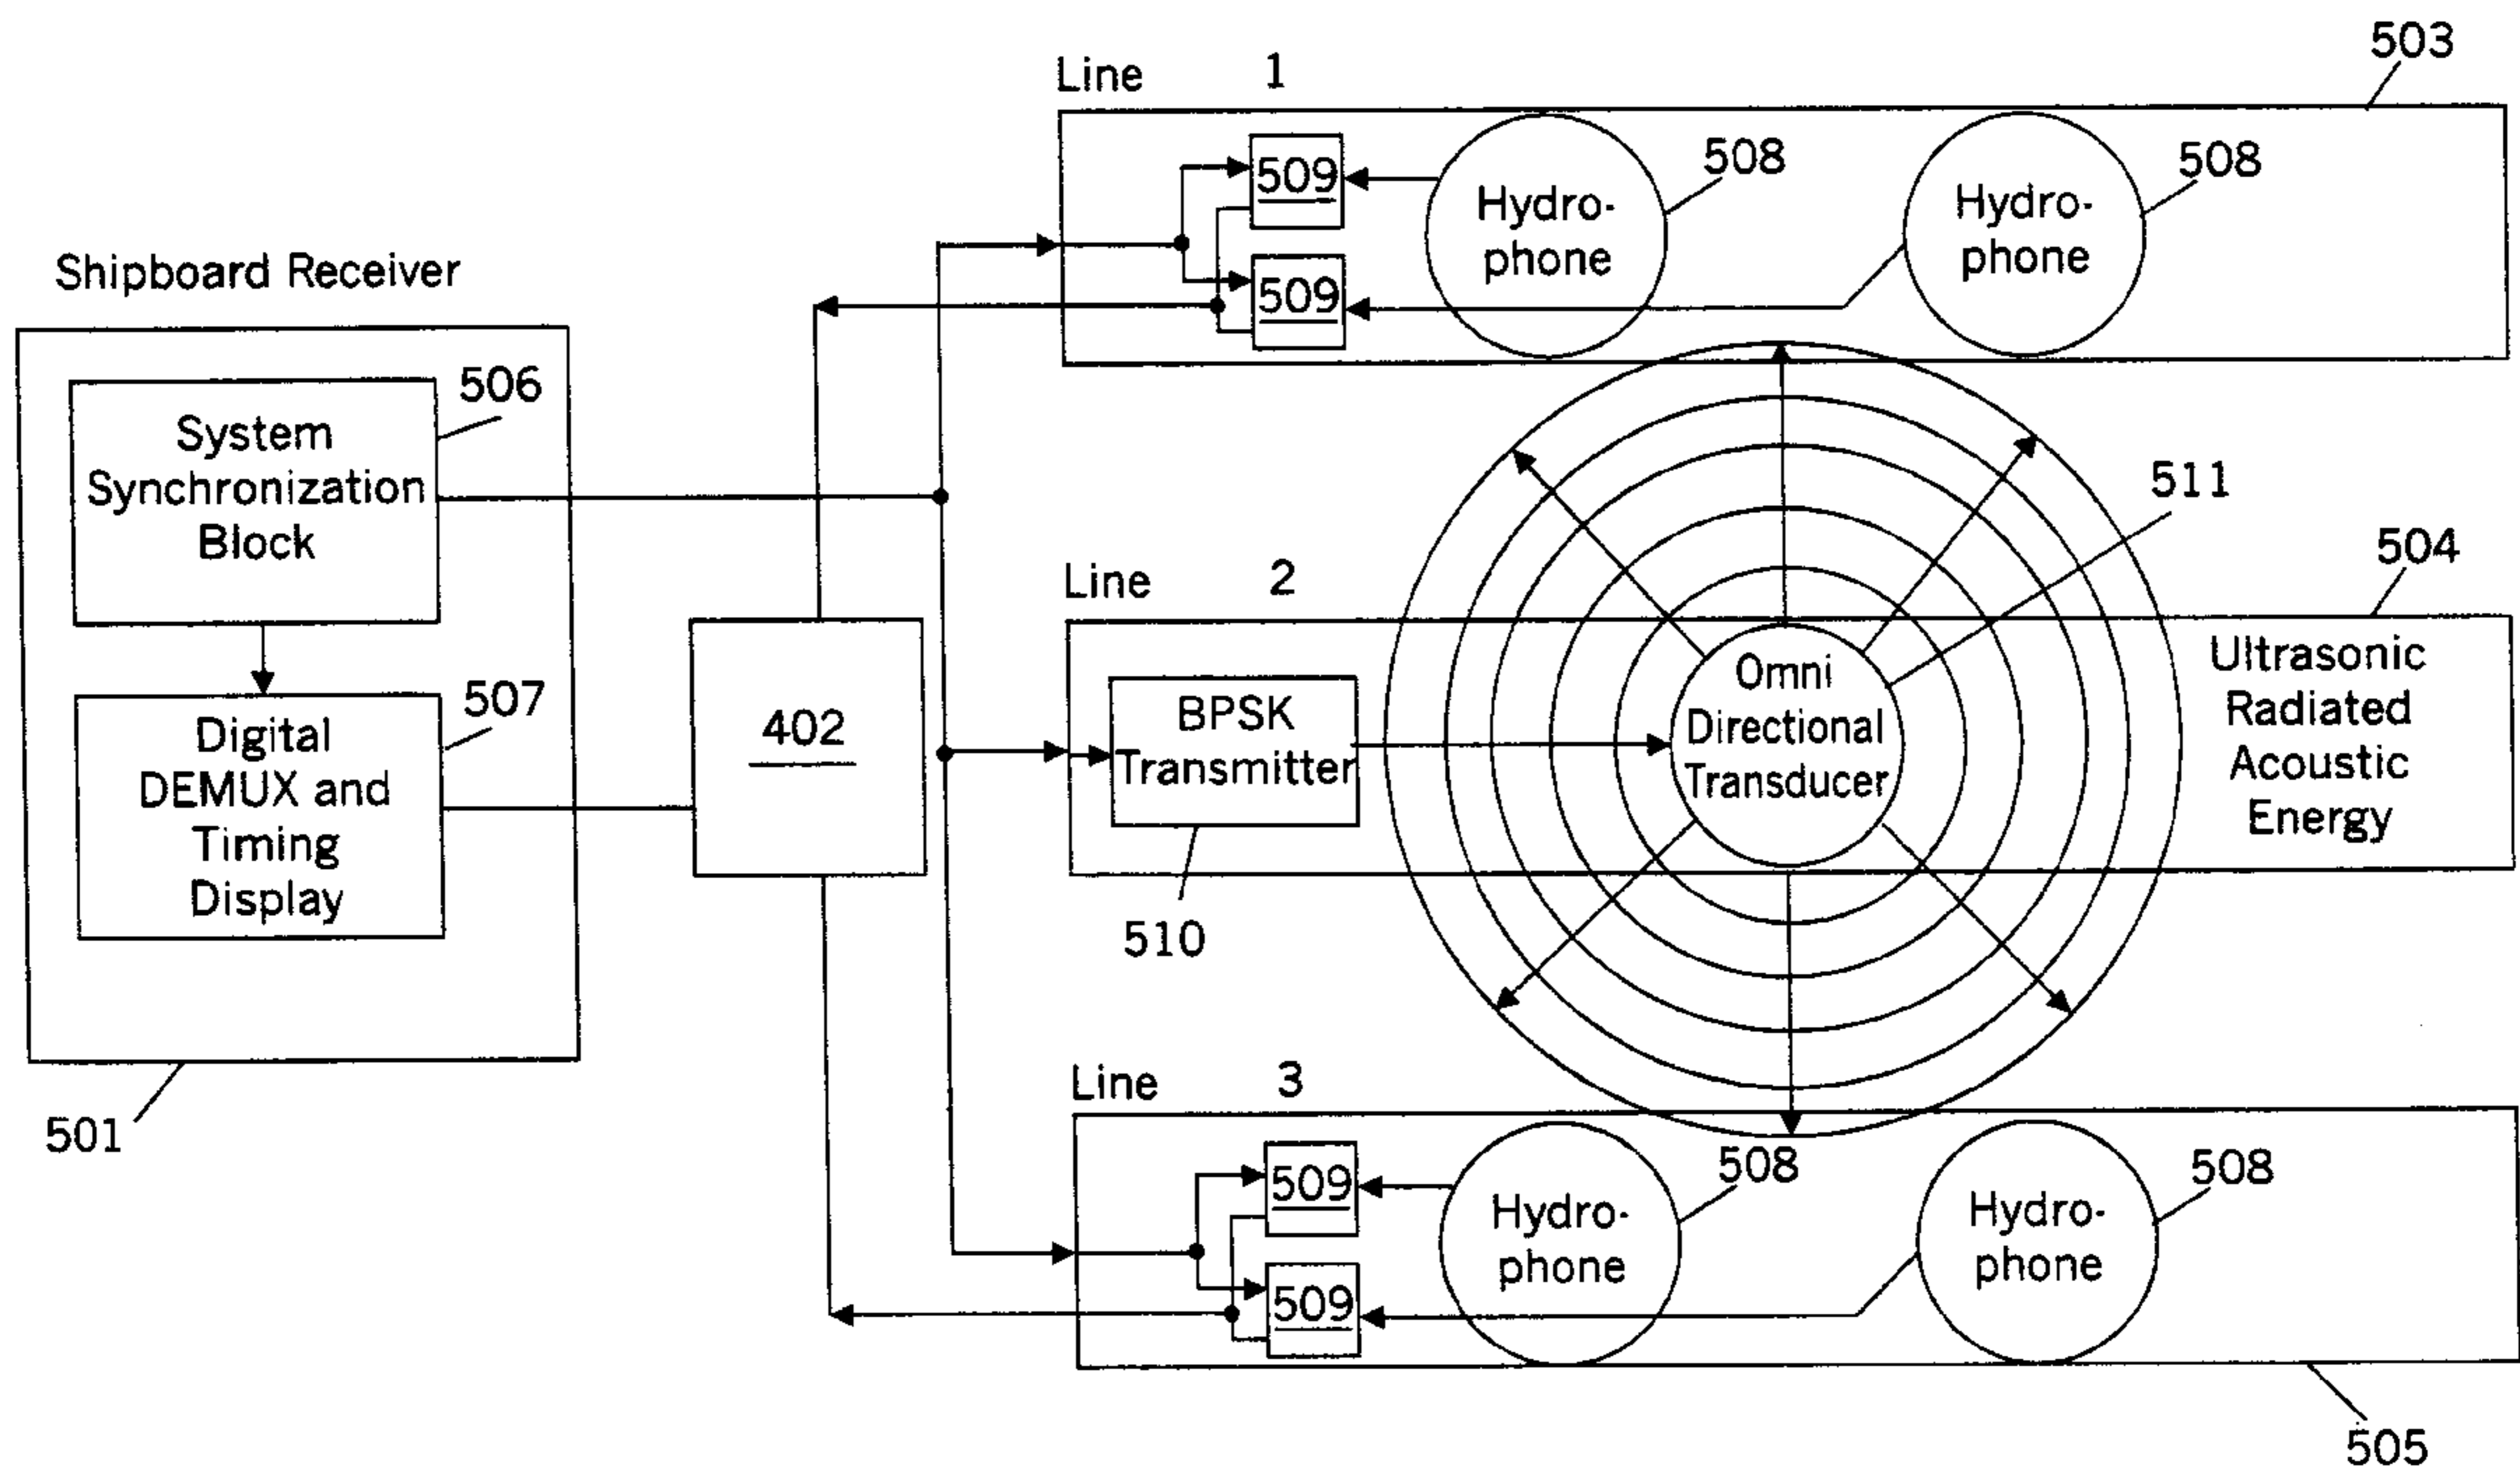 503
Line 1
509
Hydro-
phone
508
Hydro-
phone
508
509
Shipboard Receiver
506
System
Synchronization
Block
507
Digital
DEMUX and
Timing
Display
501
402
511
504
Line 2
BPSK
Transmitter
510
Omni
Directional
Transducer
Ultrasonic
Radiated
Acoustic
Energy
Line 3
509
Hydro-
phone
508
Hydro-
phone
508
509
505